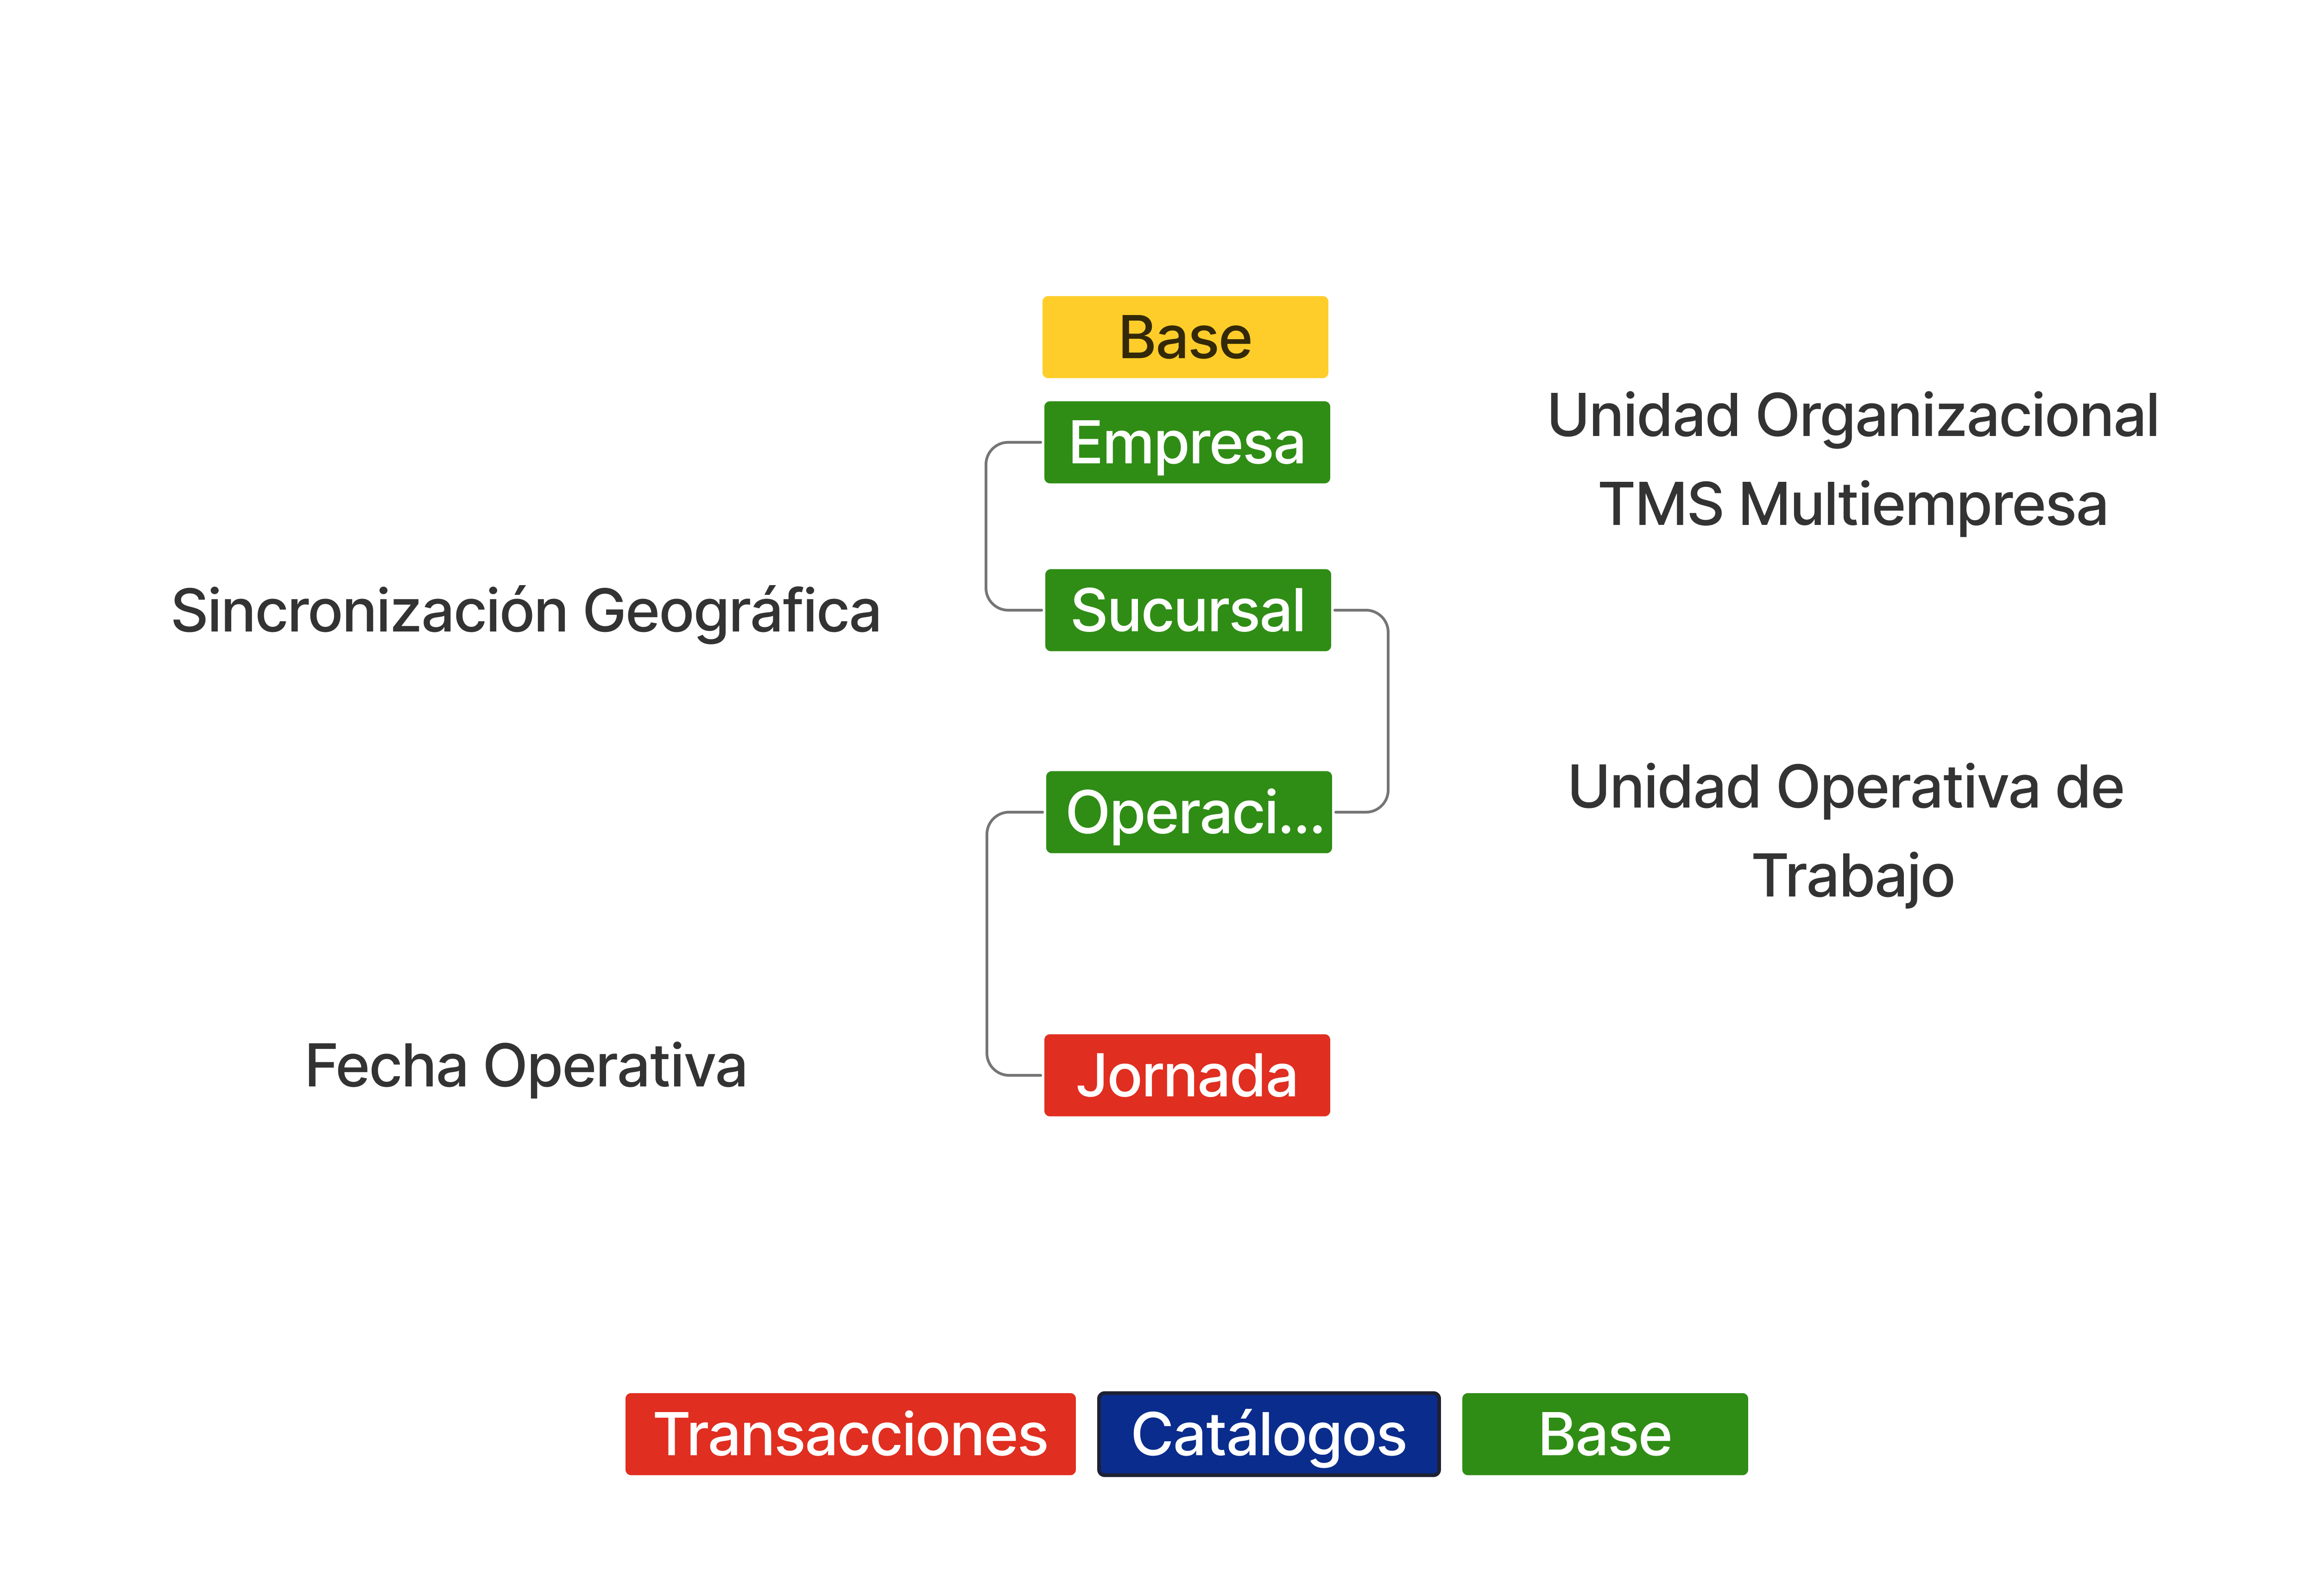 Base
Empresa
Unidad Organizacional
TMS Multiempresa
Sincronización Geográfica
Sucursal
Operaci...
Unidad Operativa de
Trabajo
Fecha Operativa
Jornada
Transacciones
Catálogos
Base